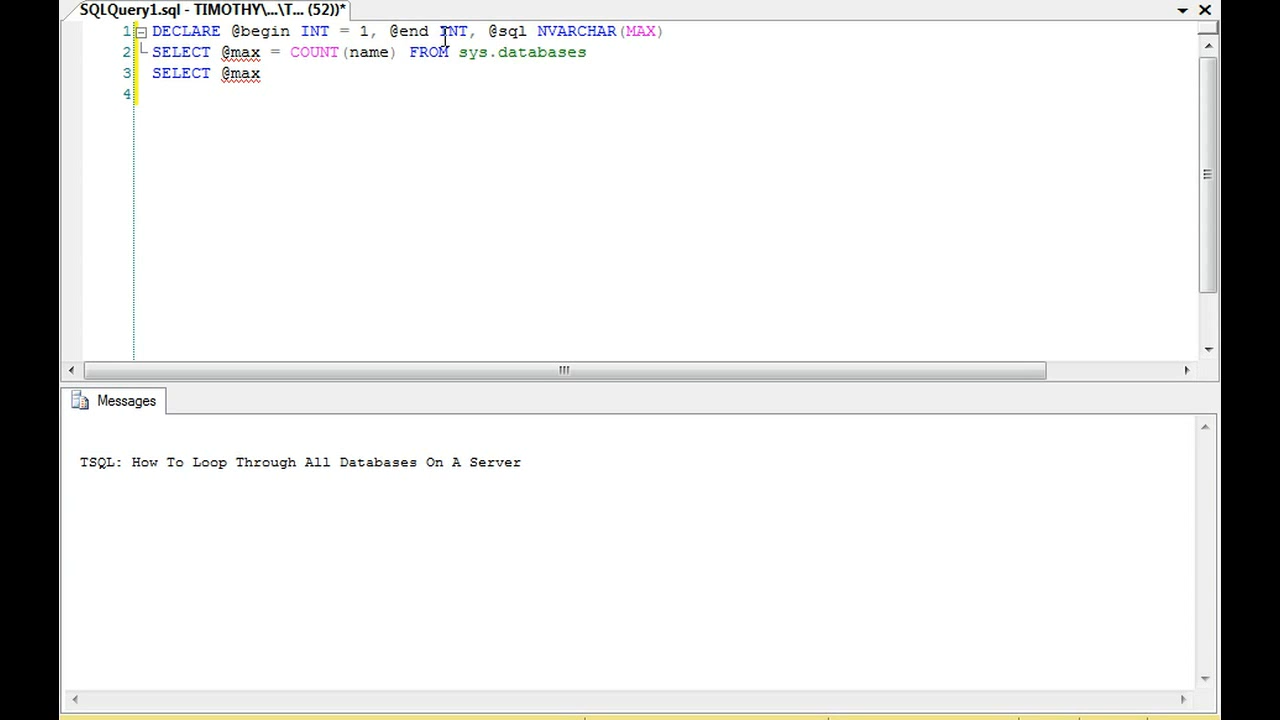 SQLQuery1.sql - TIMOTHY\...\T... (52))*
1 DECLARE @begin INT = 1, @end INT, @sql NVARCHAR(MAX)
2 SELECT @max = COUNT(name) FROM sys.databases
3 SELECT @max
4
Messages
TSQL: How To Loop Through All Databases On A Server